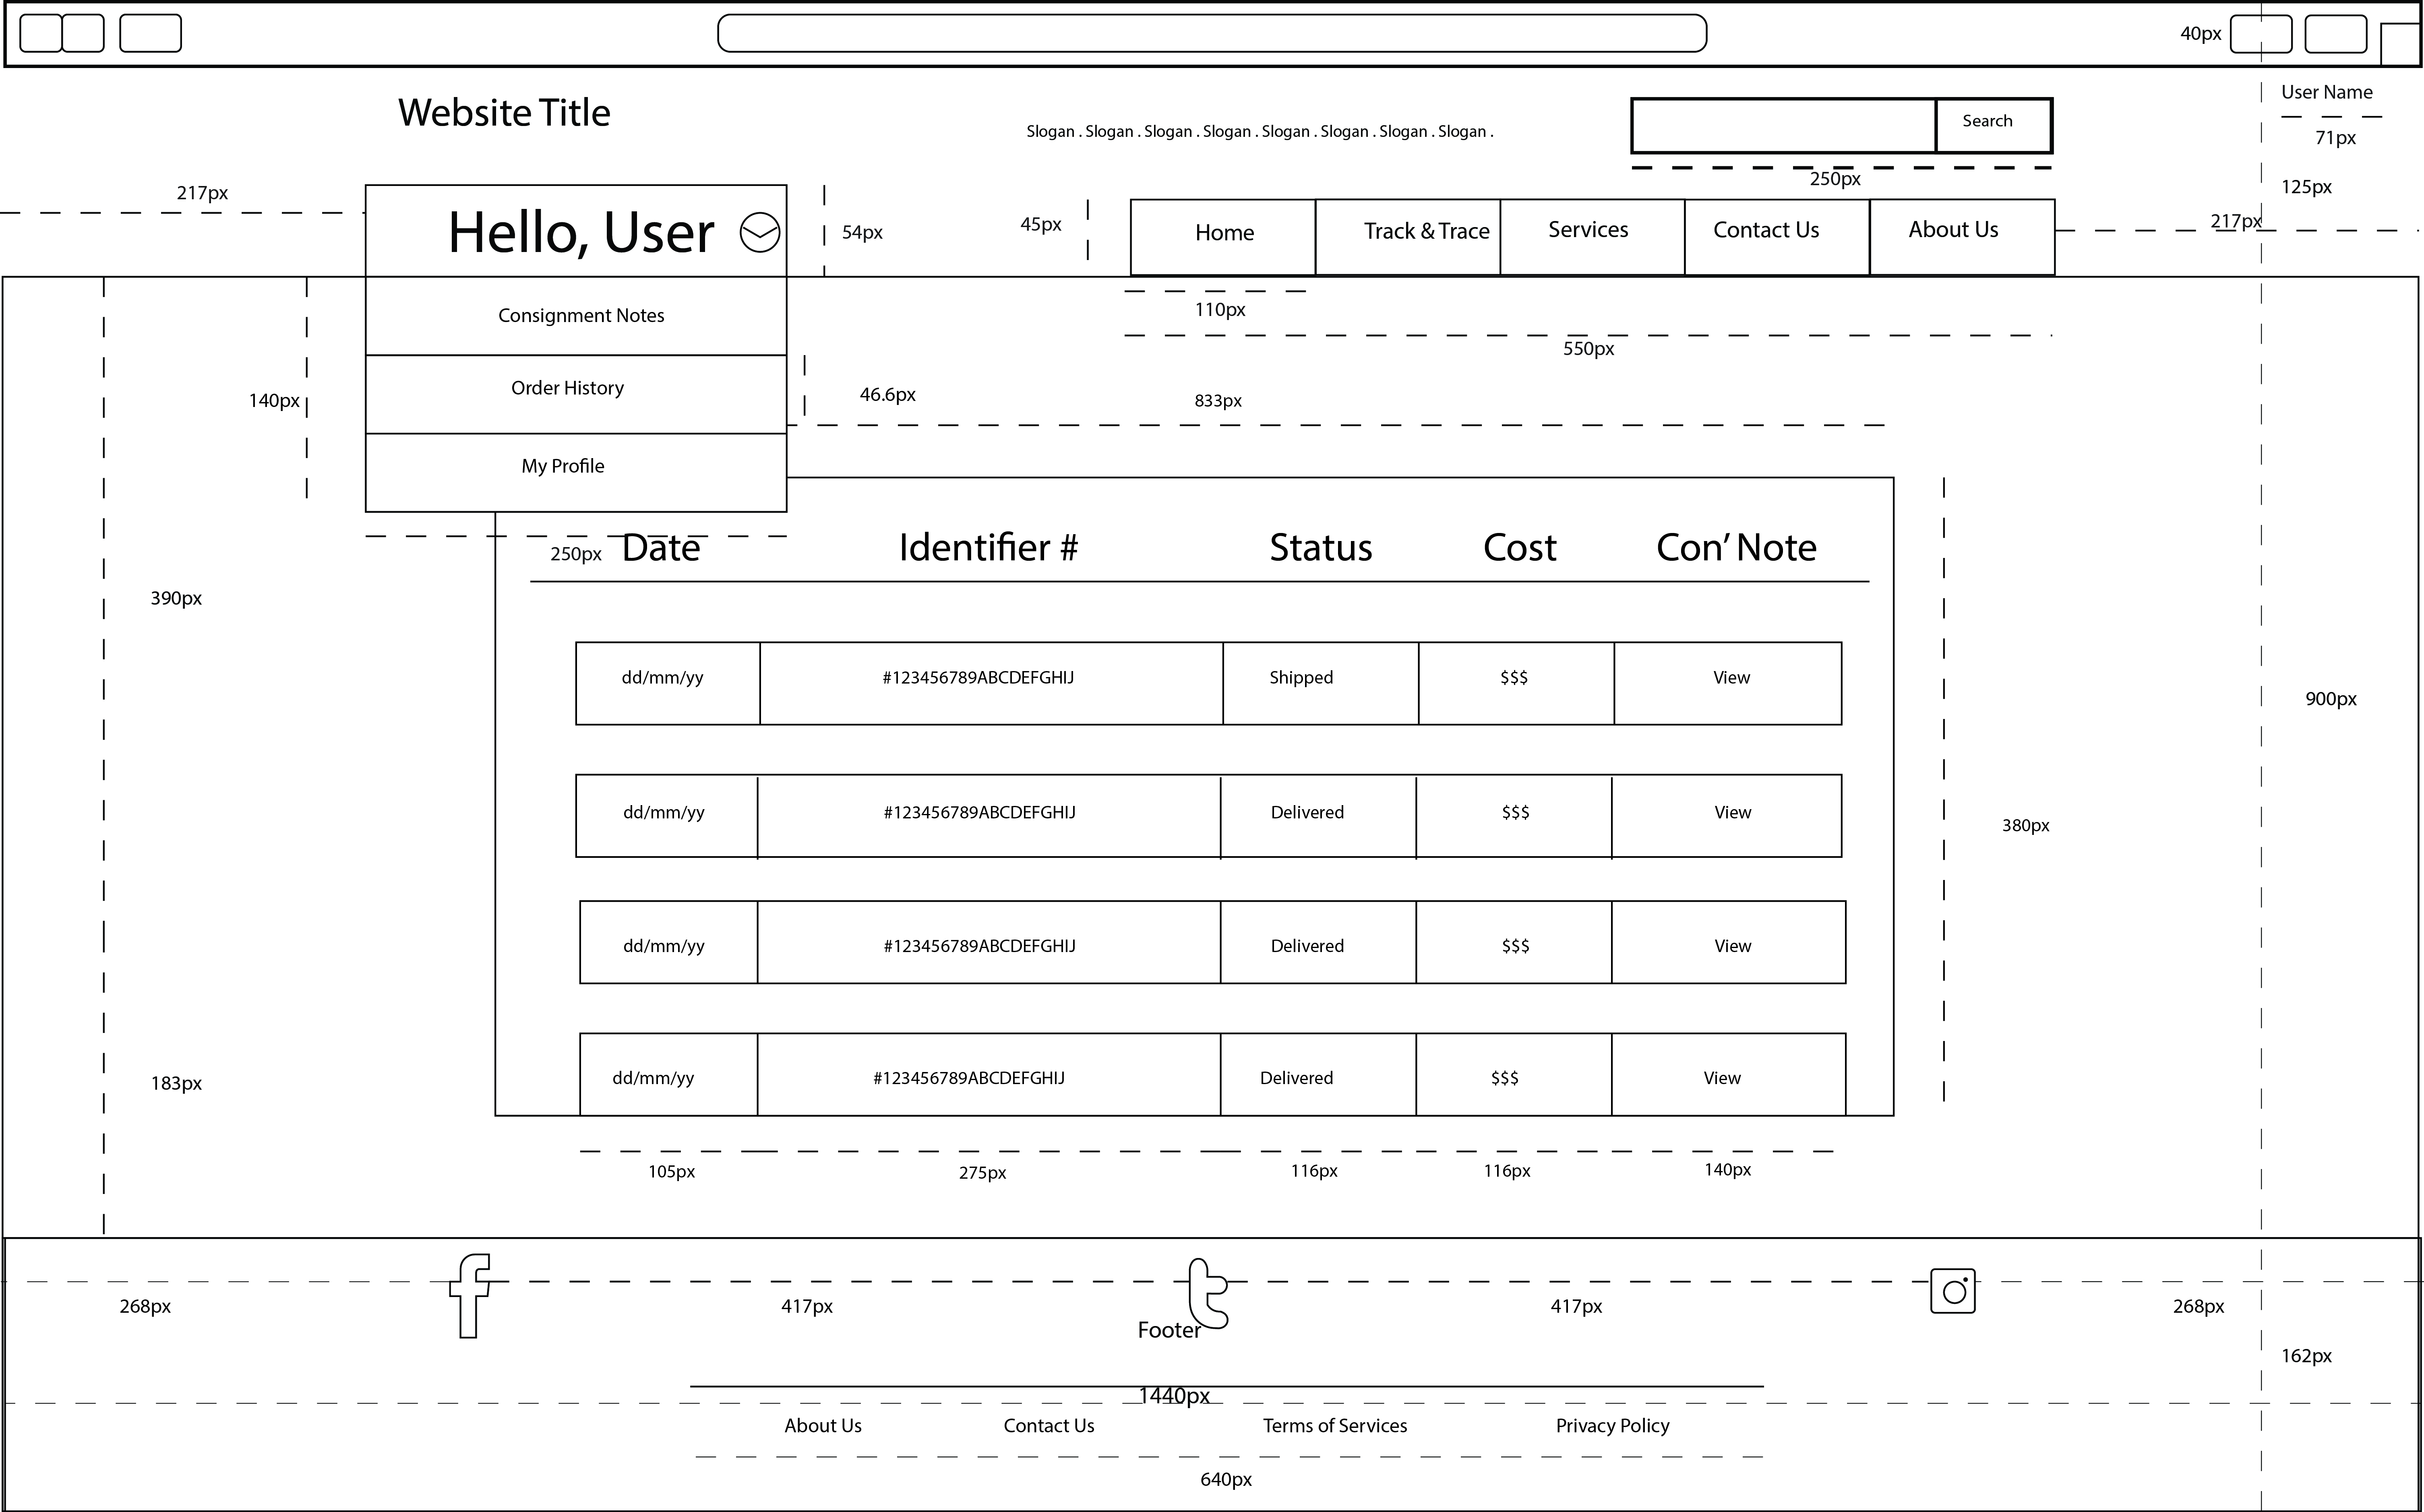 40px
Website Title
User Name
Slogan . Slogan . Slogan . Slogan . Slogan . Slogan . Slogan . Slogan .
Search
71px
250px
217px
125px
Hello, User
54px
45px
Home
Track & Trace
Services
Contact Us
About Us
217px
Consignment Notes
110px
550px
140px
Order History
46.6px
833px
My Profile
250px
Date
Identifier #
Status
Cost
Con’ Note
390px
dd/mm/yy
#123456789ABCDEFGHIJ
Shipped
$$$
View
900px
dd/mm/yy
#123456789ABCDEFGHIJ
Delivered
$$$
View
380px
dd/mm/yy
#123456789ABCDEFGHIJ
Delivered
$$$
View
183px
dd/mm/yy
#123456789ABCDEFGHIJ
Delivered
$$$
View
105px
275px
116px
116px
140px
268px
417px
417px
268px
Footer
162px
1440px
About Us
Contact Us
Terms of Services
Privacy Policy
640px